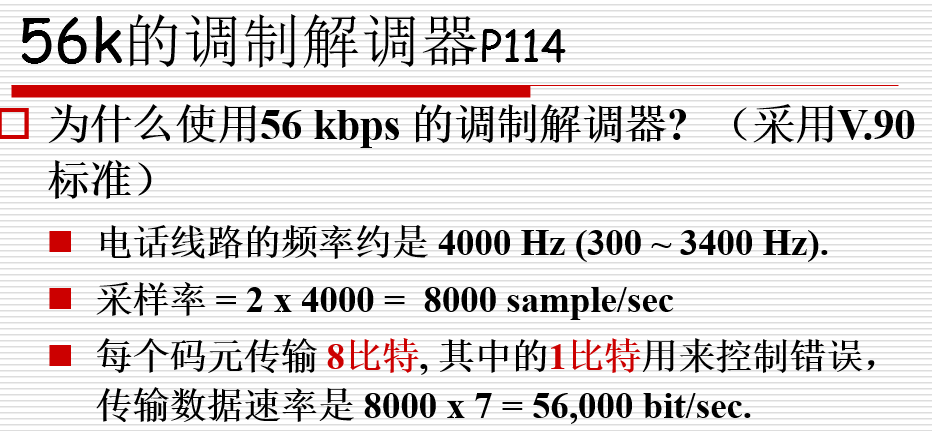 56k的调制解调器P114
为什么使用56 kbps 的调制解调器? （采用V.90
标准）
电话线路的频率约是 4000 Hz (300 ~ 3400 Hz).
采样率 = 2 x 4000 = 8000 sample/sec
每个码元传输 8比特, 其中的1比特用来控制错误，
传输数据速率是 8000 x 7 = 56,000 bit/sec.